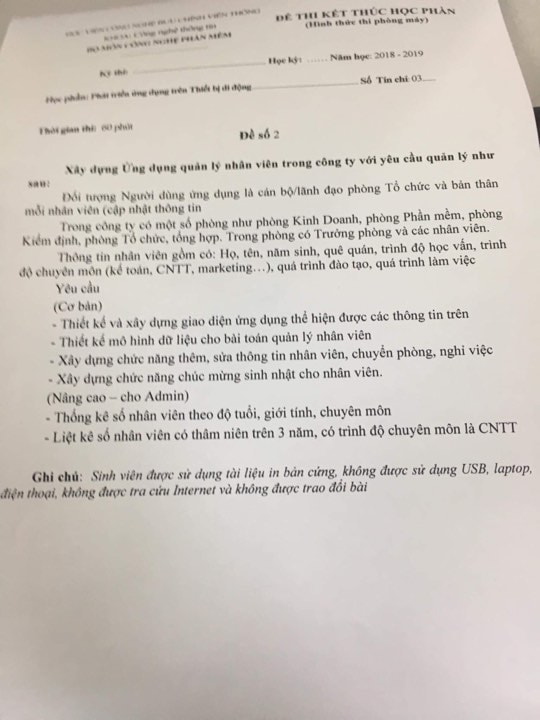 HỌC VIỆN CÔNG NGHỆ BƯU CHÍNH VIỄN THÔNG
KHOA: Công nghệ thông tin
BỘ MÔN CÔNG NGHỆ PHẦN MỀM
ĐỀ THI KẾT THÚC HỌC PHẦN
(Hình thức thi phòng máy)
Kỳ thi: Học kỳ: ...... Năm học: 2018 - 2019
Học phần: Phát triển ứng dụng trên Thiết bị di động Số Tín chỉ: 03.....
Thời gian thi: 60 phút
Đề số 2
Xây dựng Ứng dụng quản lý nhân viên trong công ty với yêu cầu quản lý như
sau:
Đối tượng Người dùng ứng dụng là cán bộ/lãnh đạo phòng Tổ chức và bản thân
mỗi nhân viên (cập nhật thông tin
Trong công ty có một số phòng như phòng Kinh Doanh, phòng Phần mềm, phòng
Kiểm định, phòng Tổ chức, tổng hợp. Trong phòng có Trưởng phòng và các nhân viên.
Thông tin nhân viên gồm có: Họ, tên, năm sinh, quê quán, trình độ học vấn, trình
độ chuyên môn (kế toán, CNTT, marketing…), quá trình đào tạo, quá trình làm việc
Yêu cầu
(Cơ bản)
- Thiết kế và xây dựng giao diện ứng dụng thể hiện được các thông tin trên
- Thiết kế mô hình dữ liệu cho bài toán quản lý nhân viên
- Xây dựng chức năng thêm, sửa thông tin nhân viên, chuyển phòng, nghỉ việc
- Xây dựng chức năng chúc mừng sinh nhật cho nhân viên.
(Nâng cao – cho Admin)
- Thống kê số nhân viên theo độ tuổi, giới tính, chuyên môn
- Liệt kê số nhân viên có thâm niên trên 3 năm, có trình độ chuyên môn là CNTT
Ghi chú: Sinh viên được sử dụng tài liệu in bản cứng, không được sử dụng USB, laptop,
điện thoại, không được tra cứu Internet và không được trao đổi bài